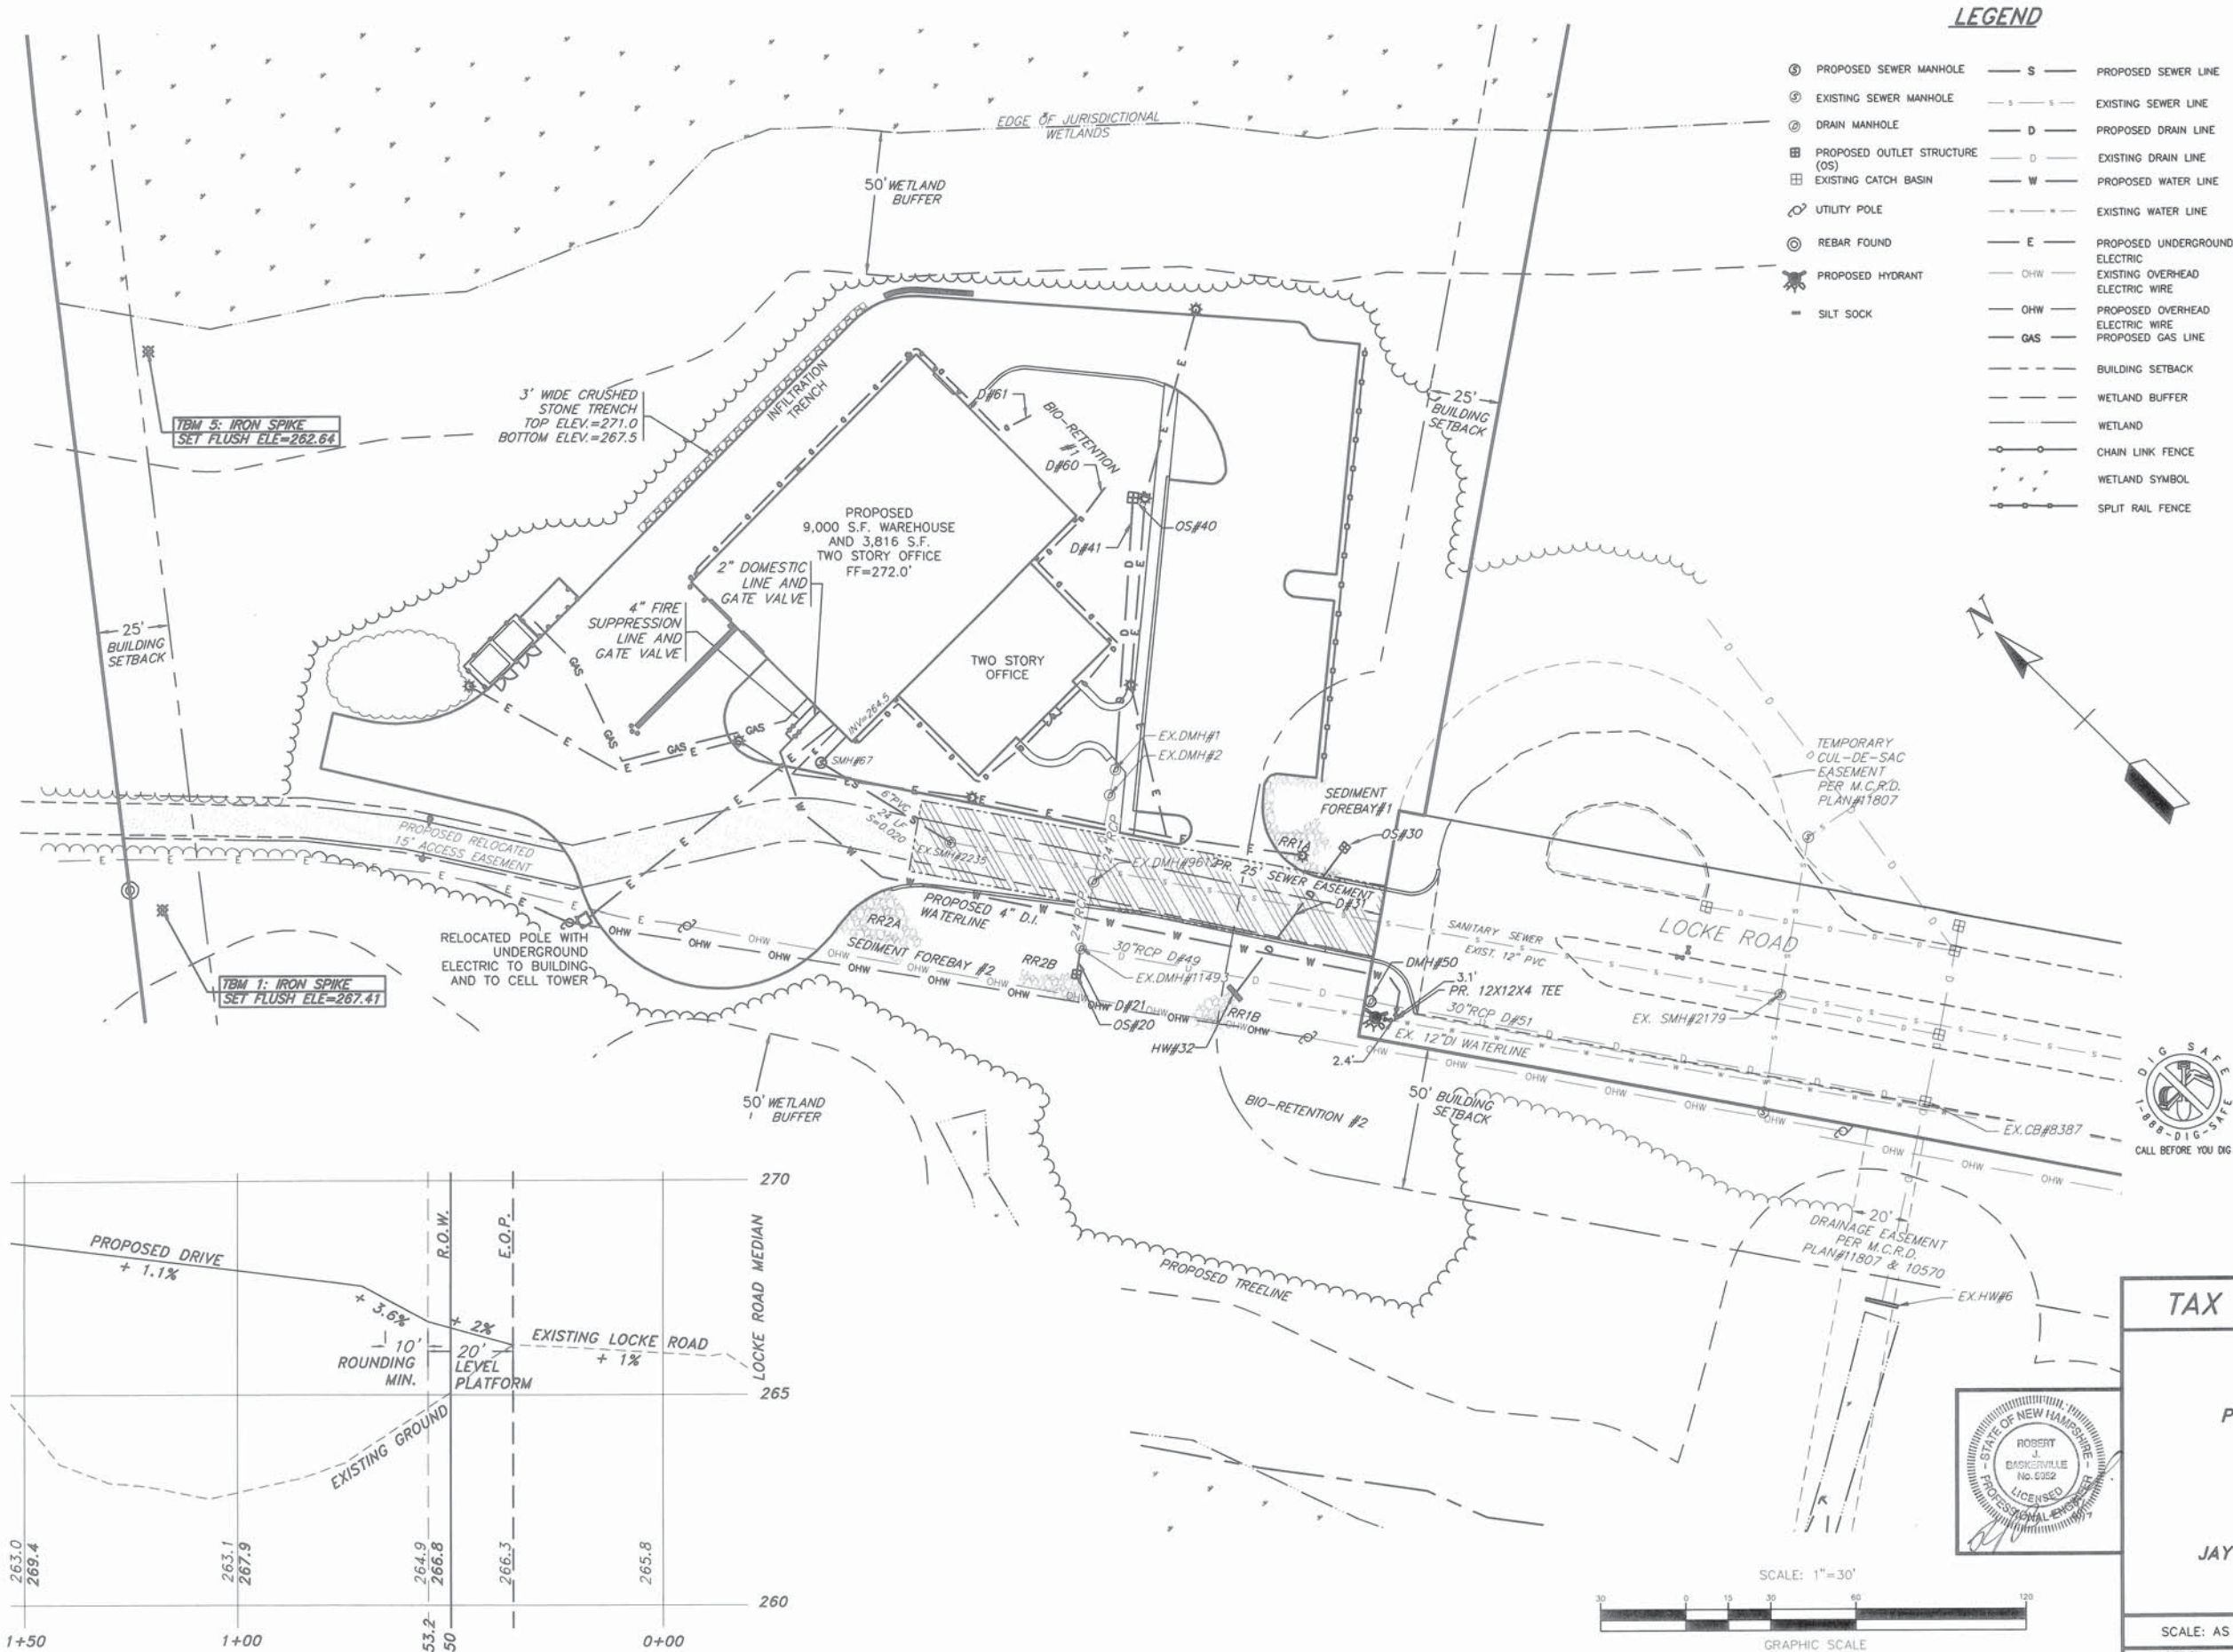 LEGEND
PROPOSED SEWER MANHOLE
EXISTING SEWER MANHOLE
DRAIN MANHOLE
PROPOSED OUTLET STRUCTURE
(OS)
EXISTING CATCH BASIN
UTILITY POLE
REBAR FOUND
PROPOSED HYDRANT
SILT SOCK
S PROPOSED SEWER LINE
S S EXISTING SEWER LINE
D PROPOSED DRAIN LINE
D EXISTING DRAIN LINE
W PROPOSED WATER LINE
W W EXISTING WATER LINE
E PROPOSED UNDERGROUND
ELECTRIC
OHW EXISTING OVERHEAD
ELECTRIC WIRE
OHW PROPOSED OVERHEAD
ELECTRIC WIRE
GAS PROPOSED GAS LINE
BUILDING SETBACK
WETLAND BUFFER
WETLAND
CHAIN LINK FENCE
WETLAND SYMBOL
SPLIT RAIL FENCE
EDGE OF JURISDICTIONAL
WETLANDS
50' WETLAND
BUFFER
3' WIDE CRUSHED
STONE TRENCH
TOP ELEV.=271.0
BOTTOM ELEV.=267.5
INFILTRATION
TRENCH
TBM 5: IRON SPIKE
SET FLUSH ELE=262.64
D#61
BIO-RETENTION
#1
D#60
25'
BUILDING
SETBACK
OS#40
D#41
PROPOSED
9,000 S.F. WAREHOUSE
AND 3,816 S.F.
TWO STORY OFFICE
FF=272.0'
2" DOMESTIC
LINE AND
GATE VALVE
4" FIRE
SUPPRESSION
LINE AND
GATE VALVE
25'
BUILDING
SETBACK
TWO STORY
OFFICE
INV=264.5
N
EX.DMH#1
EX.DMH#2
SMH#67
6"PVC
24 LF
S=0.020
EX.SMH#2235
SEDIMENT
FOREBAY#1
OS#30
RR1A
TEMPORARY
CUL-DE-SAC
EASEMENT
PER M.C.R.D.
PLAN#11807
PROPOSED RELOCATED
15' ACCESS EASEMENT
24"RCP
EX.DMH#9612
PR. 25' SEWER EASEMENT
D#31
PROPOSED 4" D.I.
WATERLINE
RR2A
SEDIMENT FOREBAY #2
RR2B
24"RCP
30"RCP D#49
EX.DMH#11493
RELOCATED POLE WITH
UNDERGROUND
ELECTRIC TO BUILDING
AND TO CELL TOWER
TBM 1: IRON SPIKE
SET FLUSH ELE=267.41
D#21
OS#20
HW#32
RR1B
LOCKE ROAD
SANITARY SEWER
EXIST. 12" PVC
DMH#50
3.1'
PR. 12X12X4 TEE
30"RCP D#51
EX. 12"DI WATERLINE
2.4'
EX. SMH#2179
EX.CB#8387
DIG SAFE
1-888-DIG-SAFE
CALL BEFORE YOU DIG
50' WETLAND
BUFFER
BIO-RETENTION #2
50' BUILDING
SETBACK
20'
DRAINAGE EASEMENT
PER M.C.R.D.
PLAN#11807 & 10570
EX.HW#6
PROPOSED TREELINE
270
265
260
LOCKE ROAD MEDIAN
R.O.W.
E.O.P.
PROPOSED DRIVE
+ 1.1%
+ 3.6%
+ 2%
10'
ROUNDING
MIN.
20'
LEVEL
PLATFORM
EXISTING LOCKE ROAD
+ 1%
EXISTING GROUND
263.0
269.4
263.1
267.9
264.9
266.8
266.3
265.8
1+50
1+00
53.2
50
0+00
STATE OF NEW HAMPSHIRE
ROBERT
J.
BASKERVILLE
No. 5952
LICENSED
PROFESSIONAL ENGINEER
SCALE: 1"=30'
30 0 15 30 60 120
GRAPHIC SCALE
TAX
P
JAY
SCALE: AS